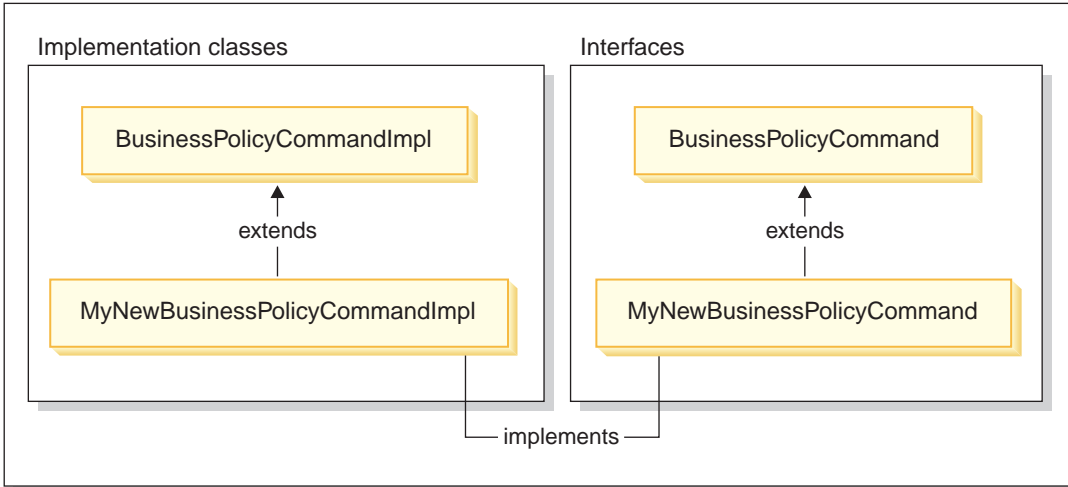 Implementation classes
BusinessPolicyCommandImpl
extends
MyNewBusinessPolicyCommandImpl
Interfaces
BusinessPolicyCommand
extends
MyNewBusinessPolicyCommand
implements